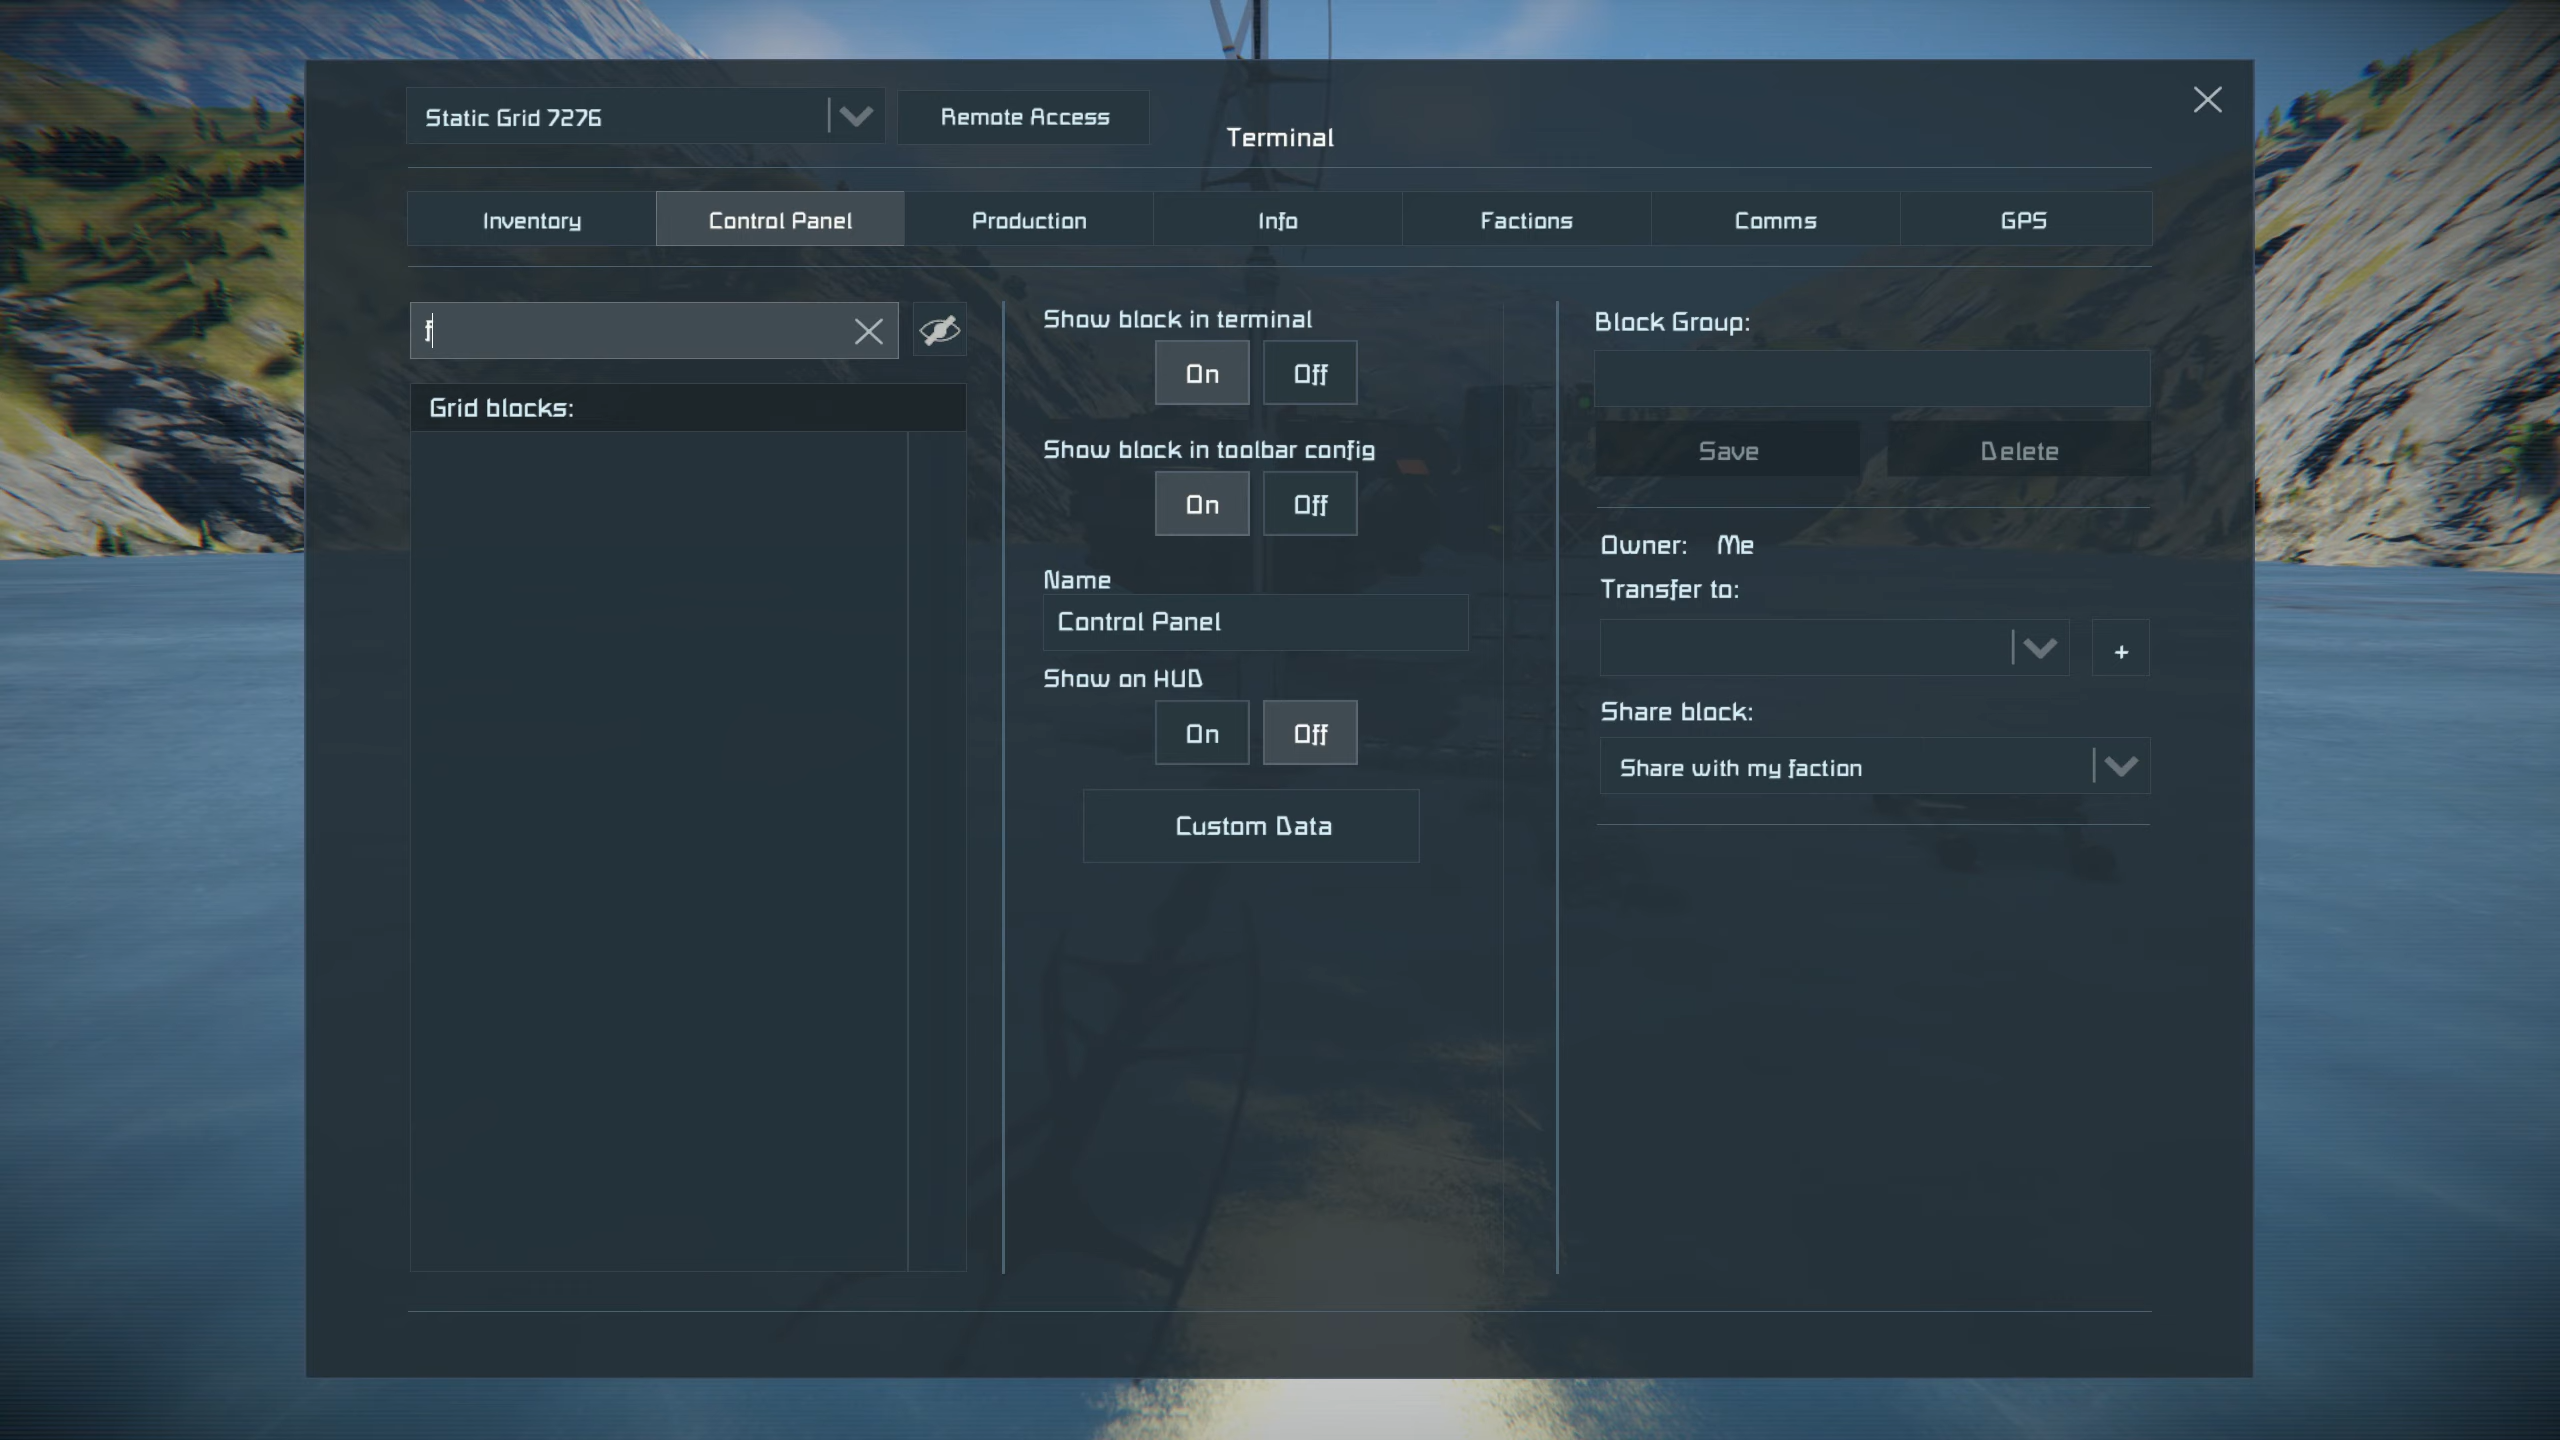 Static Grid 7276
Remote Access
Terminal
Inventory
Control Panel
Production
Info
Factions
Comms
GPS
f
Grid blocks:
Show block in terminal
On
Off
Show block in toolbar config
On
Off
Name
Control Panel
Show on HUD
On
Off
Custom Data
Block Group:
Save
Delete
Owner: Me
Transfer to:
+
Share block:
Share with my faction